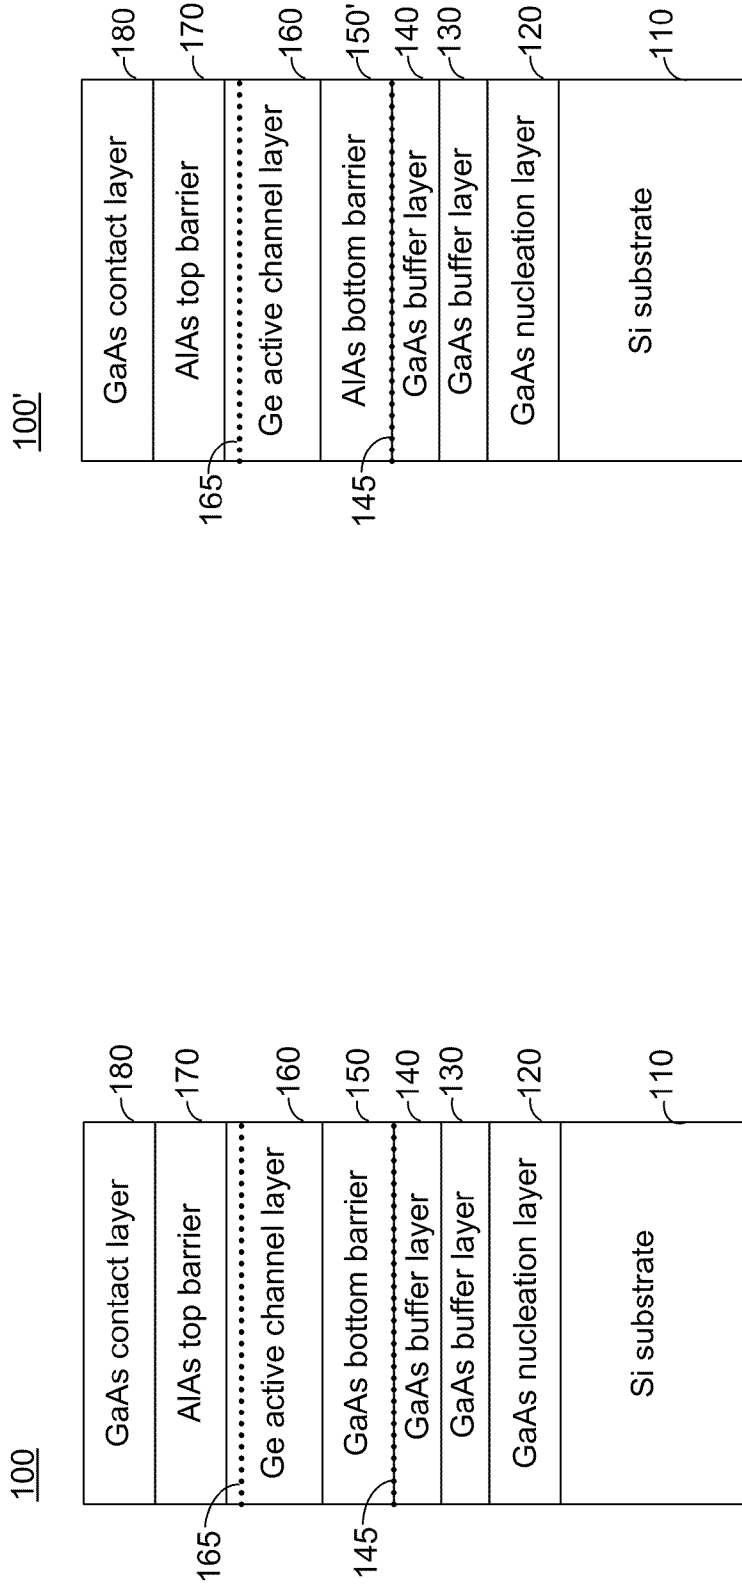 100
GaAs contact layer
180
AlAs top barrier
170
165
Ge active channel layer
160
GaAs bottom barrier
150
145
GaAs buffer layer
140
GaAs buffer layer
130
GaAs nucleation layer
120
Si substrate
110
100'
GaAs contact layer
180
AlAs top barrier
170
165
Ge active channel layer
160
AlAs bottom barrier
150'
145
GaAs buffer layer
140
GaAs buffer layer
130
GaAs nucleation layer
120
Si substrate
110